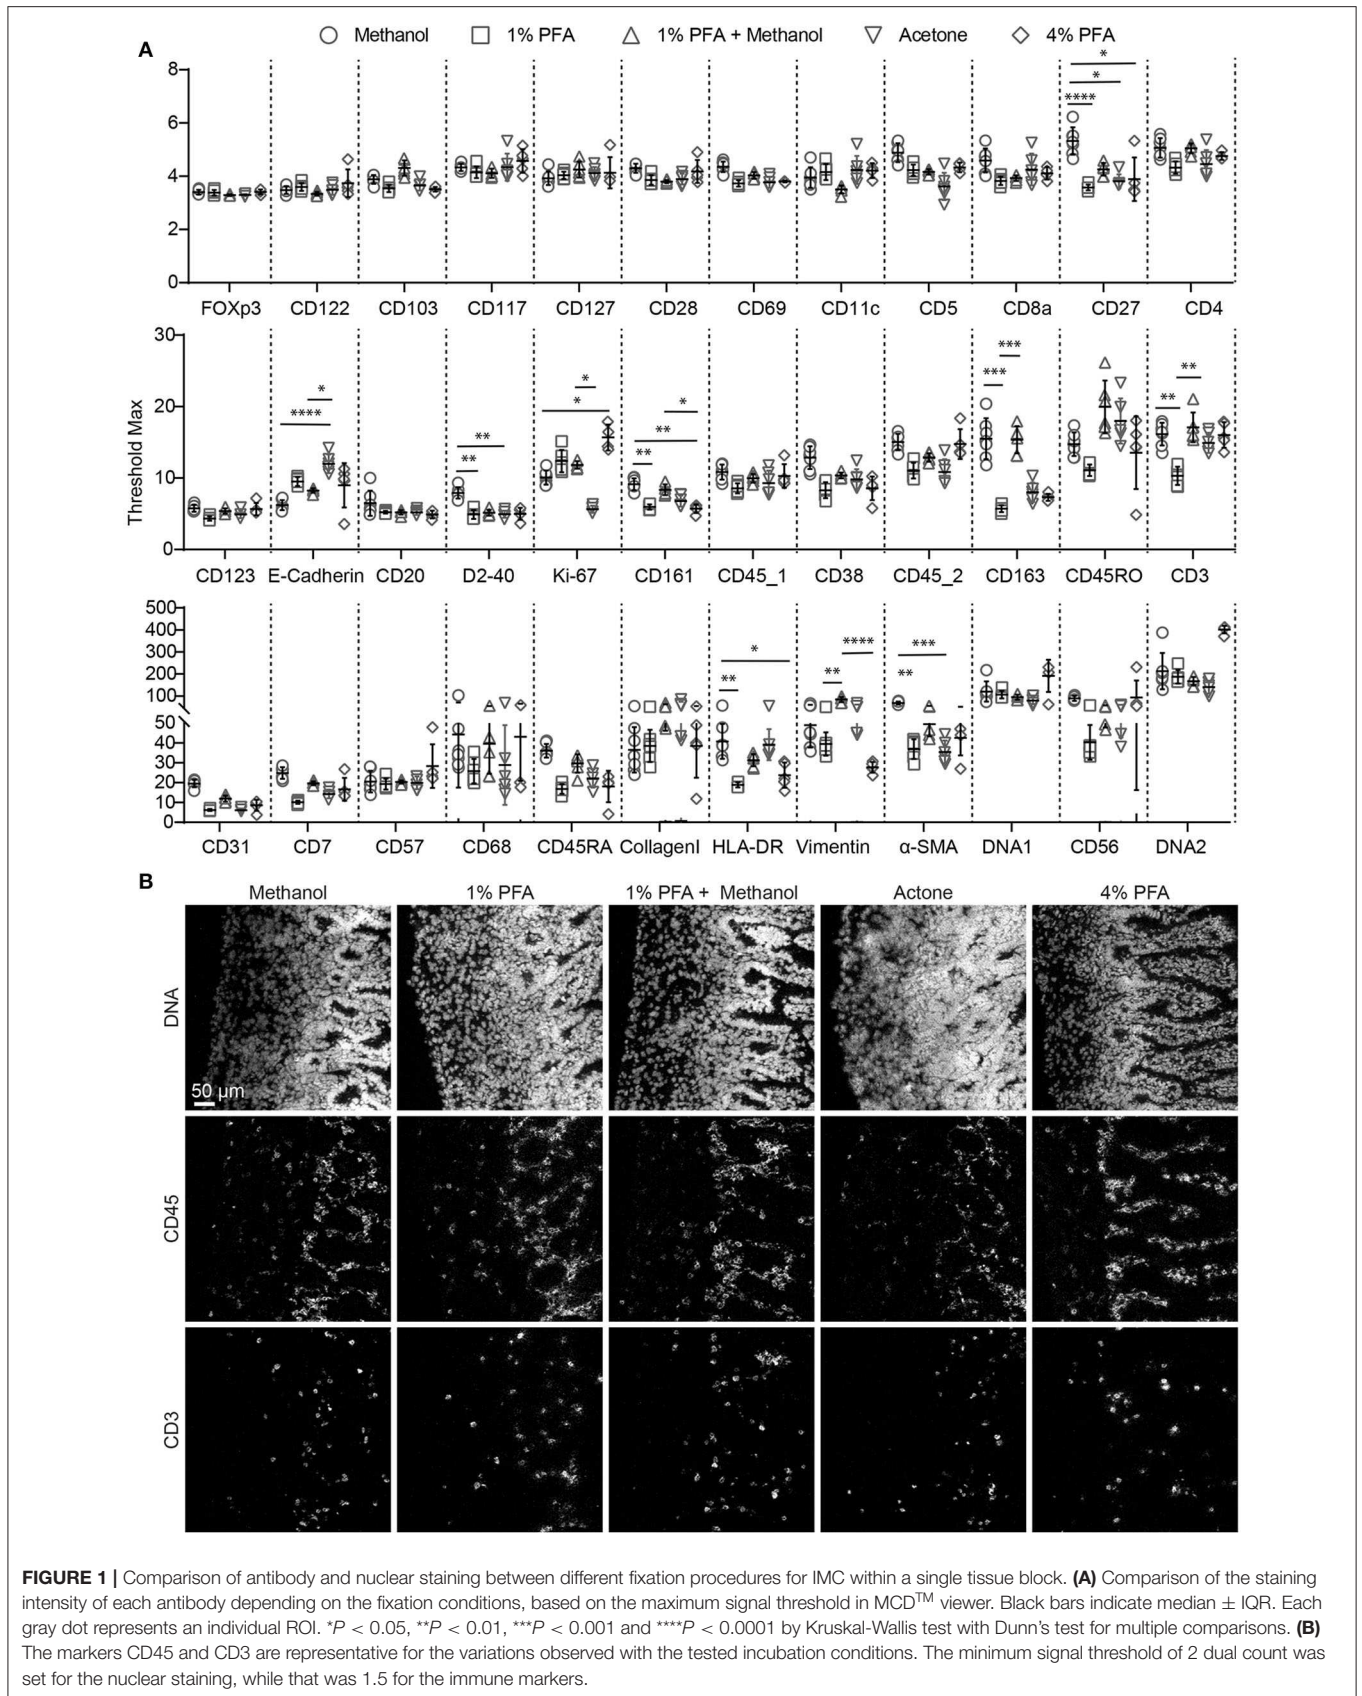 A
Methanol 1% PFA 1% PFA + Methanol Acetone 4% PFA
8
6
4
2
0
* 
*
****
FOXp3 CD122 CD103 CD117 CD127 CD28 CD69 CD11c CD5 CD8a CD27 CD4
Threshold Max
30
20
10
0
* **** ** ** * * * ** ** *** *** ** **
CD123 E-Cadherin CD20 D2-40 Ki-67 CD161 CD45_1 CD38 CD45_2 CD163 CD45RO CD3
500
400
300
200
100
50
40
30
20
10
0
* ** **** ** *** **
CD31 CD7 CD57 CD68 CD45RA CollagenI HLA-DR Vimentin α-SMA DNA1 CD56 DNA2
B
Methanol 1% PFA 1% PFA + Methanol Actone 4% PFA
DNA
50 µm
CD45
CD3
FIGURE 1 | Comparison of antibody and nuclear staining between different fixation procedures for IMC within a single tissue block. (A) Comparison of the staining
intensity of each antibody depending on the fixation conditions, based on the maximum signal threshold in MCD™ viewer. Black bars indicate median ± IQR. Each
gray dot represents an individual ROI. *P < 0.05, **P < 0.01, ***P < 0.001 and ****P < 0.0001 by Kruskal-Wallis test with Dunn's test for multiple comparisons. (B)
The markers CD45 and CD3 are representative for the variations observed with the tested incubation conditions. The minimum signal threshold of 2 dual count was
set for the nuclear staining, while that was 1.5 for the immune markers.